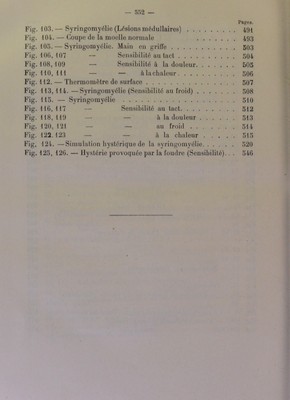 — 552 —
Pages.
Fig. 103. — Syringomyélie (Lésions médullaires) . . . . . . . . . 491
Fig. 104. — Coupe de la moelle normale . . . . . . . . . . . . 493
Fig. 105. — Syringomyélie. Main en griffe . . . . . . . . . . . 503
Fig. 106, 107 — Sensibilité au tact . . . . . . . . . . 504
Fig. 108, 109 — Sensibilité à la douleur. . . . . . . . 505
Fig. 110, 111 — — à la chaleur. . . . . . . . 506
Fig. 112. — Thermomètre de surface . . . . . . . . . . . . . 507
Fig. 113, 114. — Syringomyélie (Sensibilité au froid) . . . . . . . 508
Fig. 115. — Syringomyélie . . . . . . . . . . . . . . . . 510
Fig. 116, 117 — Sensibilité au tact. . . . . . . . . . 512
Fig. 118, 119 — — à la douleur . . . . . . . 513
Fig. 120, 121 — — au froid . . . . . . . . 514
Fig. 122, 123 — — à la chaleur . . . . . . . 515
Fig. 124. — Simulation hystérique de la syringomyélie. . . . . . 520
Fig. 125, 126. — Hystérie provoquée par la foudre (Sensibilité). . . 546